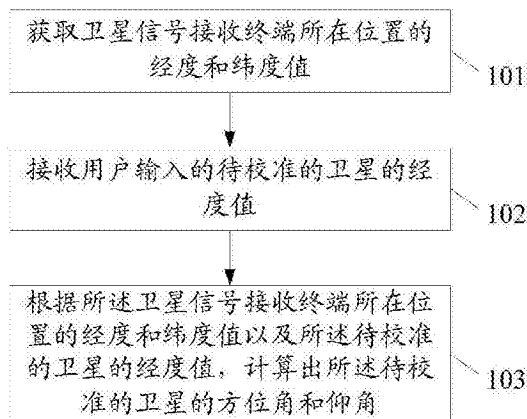 获取卫星信号接收终端所在位置的
经度和纬度值
101
接收用户输入的待校准的卫星的经
度值
102
根据所述卫星信号接收终端所在位
置的经度和纬度值以及所述待校准
的卫星的经度值，计算出所述待校
准的卫星的方位角和仰角
103